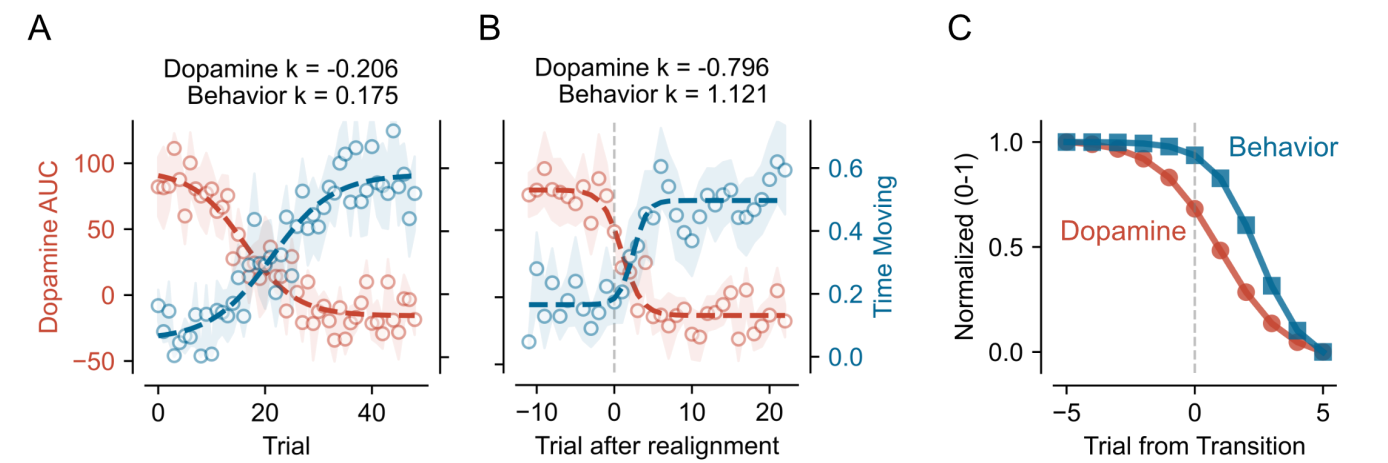 A
B
C
Dopamine k = -0.206
Behavior k = 0.175
Dopamine k = -0.796
Behavior k = 1.121
Dopamine AUC
100
50
0
−50
0
20
40
Trial
−10
0
10
20
Trial after realignment
0.6
0.4
0.2
0.0
Time Moving
Normalized (0-1)
1.0
0.5
0.0
Behavior
Dopamine
−5
0
5
Trial from Transition